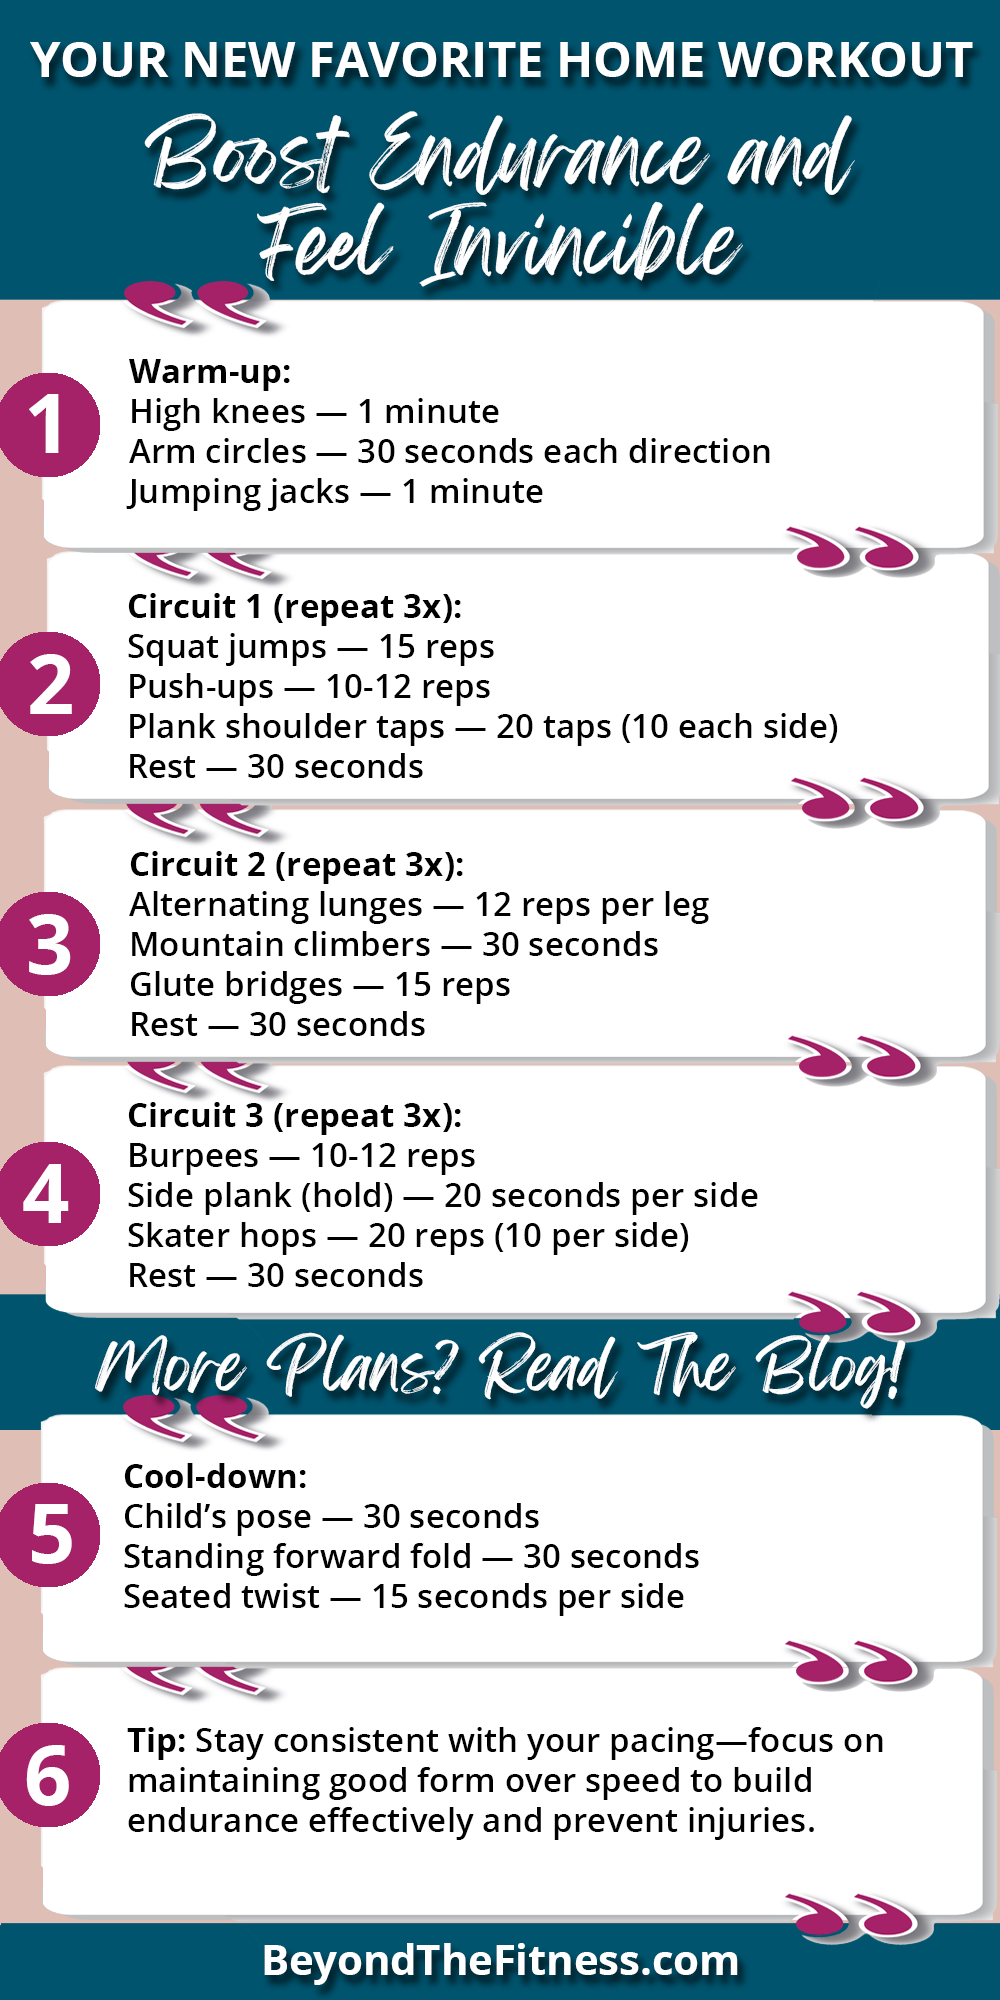 YOUR NEW FAVORITE HOME WORKOUT
Boost Endurance and
Feel Invincible
1
Warm-up:
High knees — 1 minute
Arm circles — 30 seconds each direction
Jumping jacks — 1 minute
2
Circuit 1 (repeat 3x):
Squat jumps — 15 reps
Push-ups — 10-12 reps
Plank shoulder taps — 20 taps (10 each side)
Rest — 30 seconds
3
Circuit 2 (repeat 3x):
Alternating lunges — 12 reps per leg
Mountain climbers — 30 seconds
Glute bridges — 15 reps
Rest — 30 seconds
4
Circuit 3 (repeat 3x):
Burpees — 10-12 reps
Side plank (hold) — 20 seconds per side
Skater hops — 20 reps (10 per side)
Rest — 30 seconds
More Plans? Read The Blog!
5
Cool-down:
Child’s pose — 30 seconds
Standing forward fold — 30 seconds
Seated twist — 15 seconds per side
6
Tip: Stay consistent with your pacing—focus on
maintaining good form over speed to build
endurance effectively and prevent injuries.
BeyondTheFitness.com